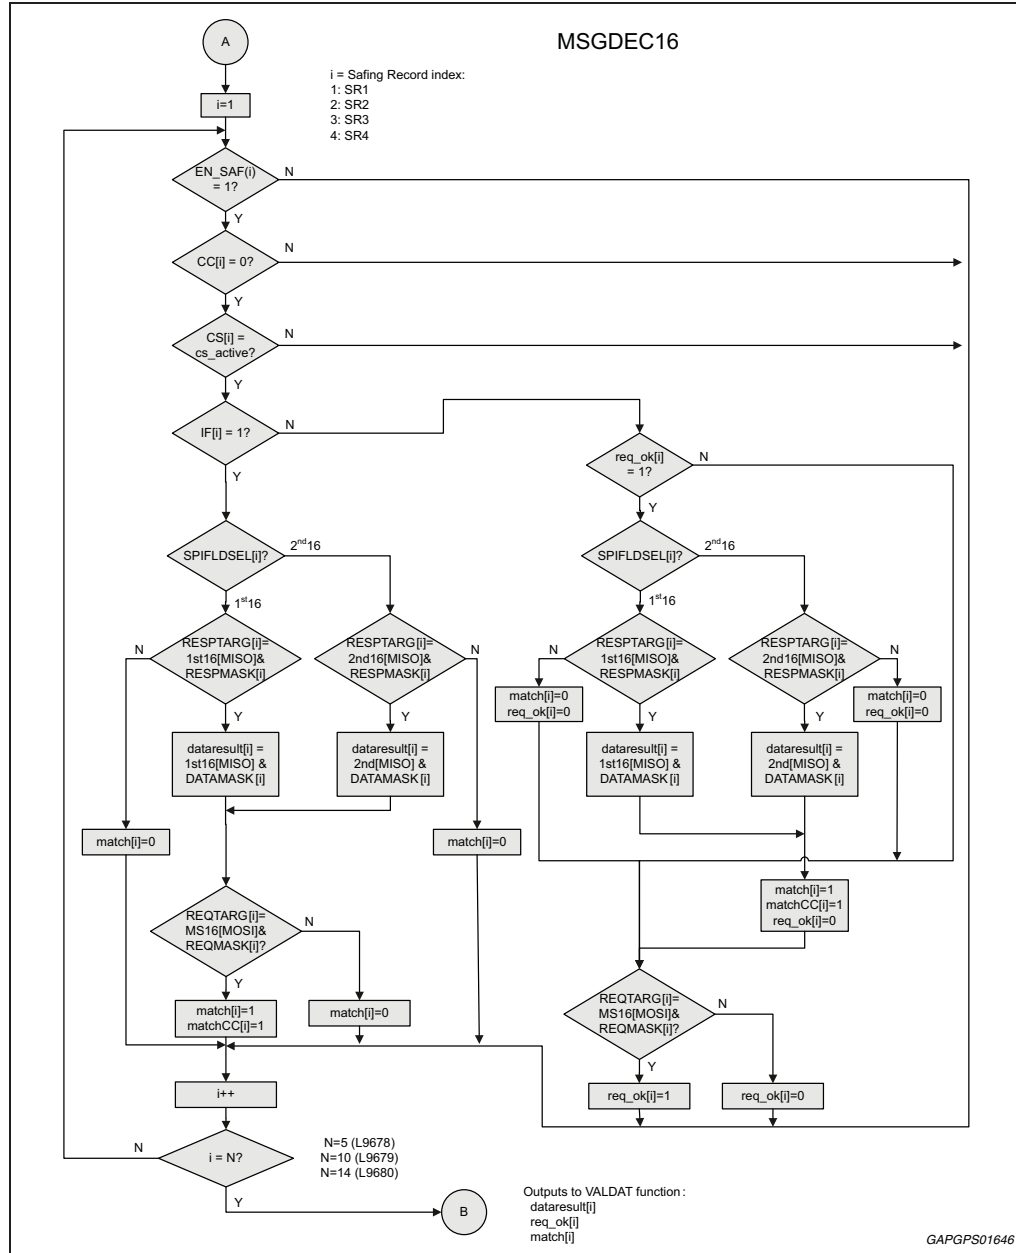 MSGDEC16
A
i = Safing Record index:
1: SR1
2: SR2
3: SR3
4: SR4
i=1
EN_SAF(i)
= 1?
N
Y
CC[i] = 0?
N
Y
CS[i] =
cs_active?
N
Y
IF[i] = 1?
N
Y
req_ok[i]
= 1?
N
Y
SPIFLDSEL[i]?
2nd16
1st16
SPIFLDSEL[i]?
2nd16
1st16
RESPTARG[i]=
1st16[MISO]&
RESPMASK[i]
N
Y
RESPTARG[i]=
2nd16[MISO]&
RESPMASK[i]
N
Y
RESPTARG[i]=
1st16[MISO]&
RESPMASK[i]
N
Y
RESPTARG[i]=
2nd16[MISO]&
RESPMASK[i]
N
Y
match[i]=0
req_ok[i]=0
match[i]=0
req_ok[i]=0
dataresult[i] =
1st16[MISO] &
DATAMASK[i]
dataresult[i] =
2nd[MISO] &
DATAMASK[i]
dataresult[i] =
1st16[MISO] &
DATAMASK[i]
dataresult[i] =
2nd[MISO] &
DATAMASK[i]
match[i]=0
match[i]=0
match[i]=1
matchCC[i]=1
req_ok[i]=0
REQTARG[i]=
MS16[MOSI]&
REQMASK[i]?
N
Y
match[i]=1
matchCC[i]=1
match[i]=0
REQTARG[i]=
MS16[MOSI]&
REQMASK[i]?
N
Y
req_ok[i]=1
req_ok[i]=0
i++
i = N?
N
Y
N=5 (L9678)
N=10 (L9679)
N=14 (L9680)
B
Outputs to VALDAT function :
dataresult[i]
req_ok[i]
match[i]
GAPGPS01646